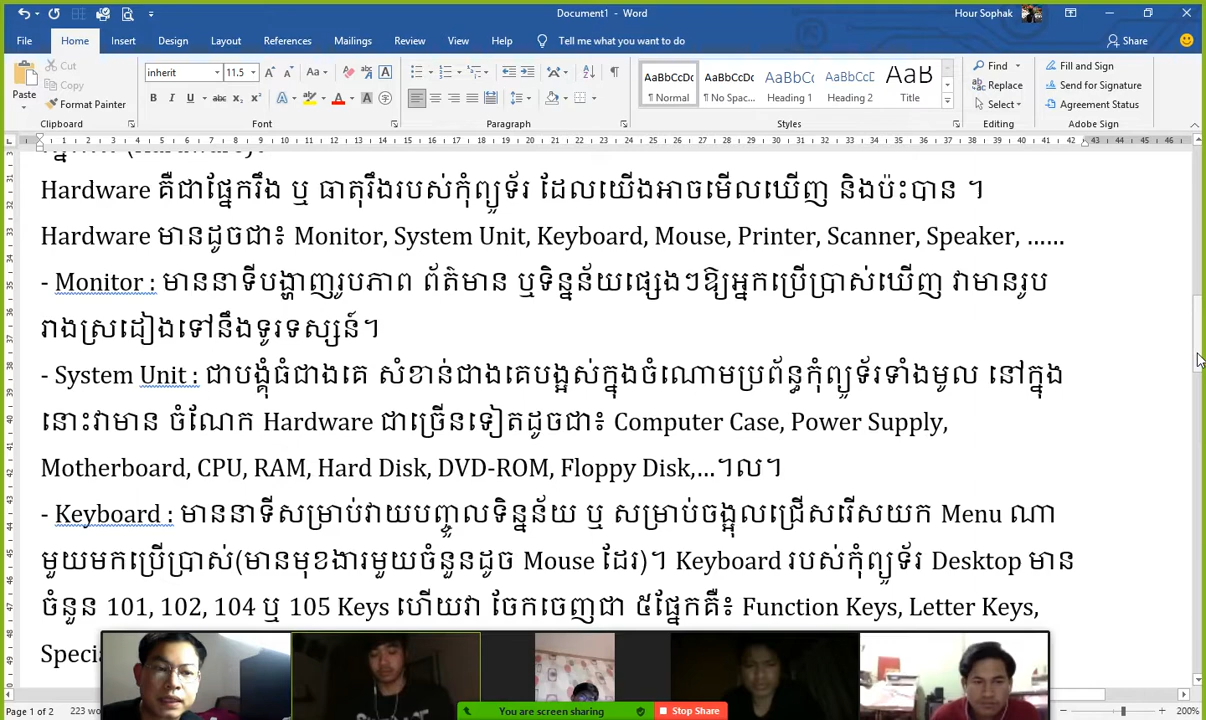 Document1 - Word
Hour Sophak
File Home Insert Design Layout References Mailings Review View Help Tell me what you want to do Share
Paste Cut Copy Format Painter
inherit 11.5
Clipboard Font Paragraph Styles Editing Adobe Sign
AaBbCcDc AaBbCcDc AaBbC AaBbCcD AaB
¶ Normal ¶ No Spac... Heading 1 Heading 2 Title
Find Replace Select
Fill and Sign Send for Signature Agreement Status
Hardware គឺជាផ្នែករឹង ឬ ធាតុរឹងរបស់កុំព្យូទ័រ ដែលយើងអាចមើលឃើញ និងប៉ះបាន ។
Hardware មានដូចជា៖ Monitor, System Unit, Keyboard, Mouse, Printer, Scanner, Speaker, ......
- Monitor : មាននាទីបង្ហាញរូបភាព ព័ត៌មាន ឬទិន្នន័យផ្សេងៗឱ្យអ្នកប្រើប្រាស់ឃើញ វាមានរូប
រាងស្រដៀងទៅនឹងទូរទស្សន៍។
- System Unit : ជាបង្គុំធំជាងគេ សំខាន់ជាងគេបង្អស់ក្នុងចំណោមប្រព័ន្ធកុំព្យូទ័រទាំងមូល នៅក្នុង
នោះវាមាន ចំណែក Hardware ជាច្រើនទៀតដូចជា៖ Computer Case, Power Supply,
Motherboard, CPU, RAM, Hard Disk, DVD-ROM, Floppy Disk,...។ល។
- Keyboard : មាននាទីសម្រាប់វាយបញ្ចូលទិន្នន័យ ឬ សម្រាប់ចង្អុលជ្រើសរើសយក Menu ណា
មួយមកប្រើប្រាស់(មានមុខងារមួយចំនួនដូច Mouse ដែរ)។ Keyboard របស់កុំព្យូទ័រ Desktop មាន
ចំនួន 101, 102, 104 ឬ 105 Keys ហើយវា ចែកចេញជា ៥ផ្នែកគឺ៖ Function Keys, Letter Keys,
You are screen sharing Stop Share
Page 1 of 2 223 200%